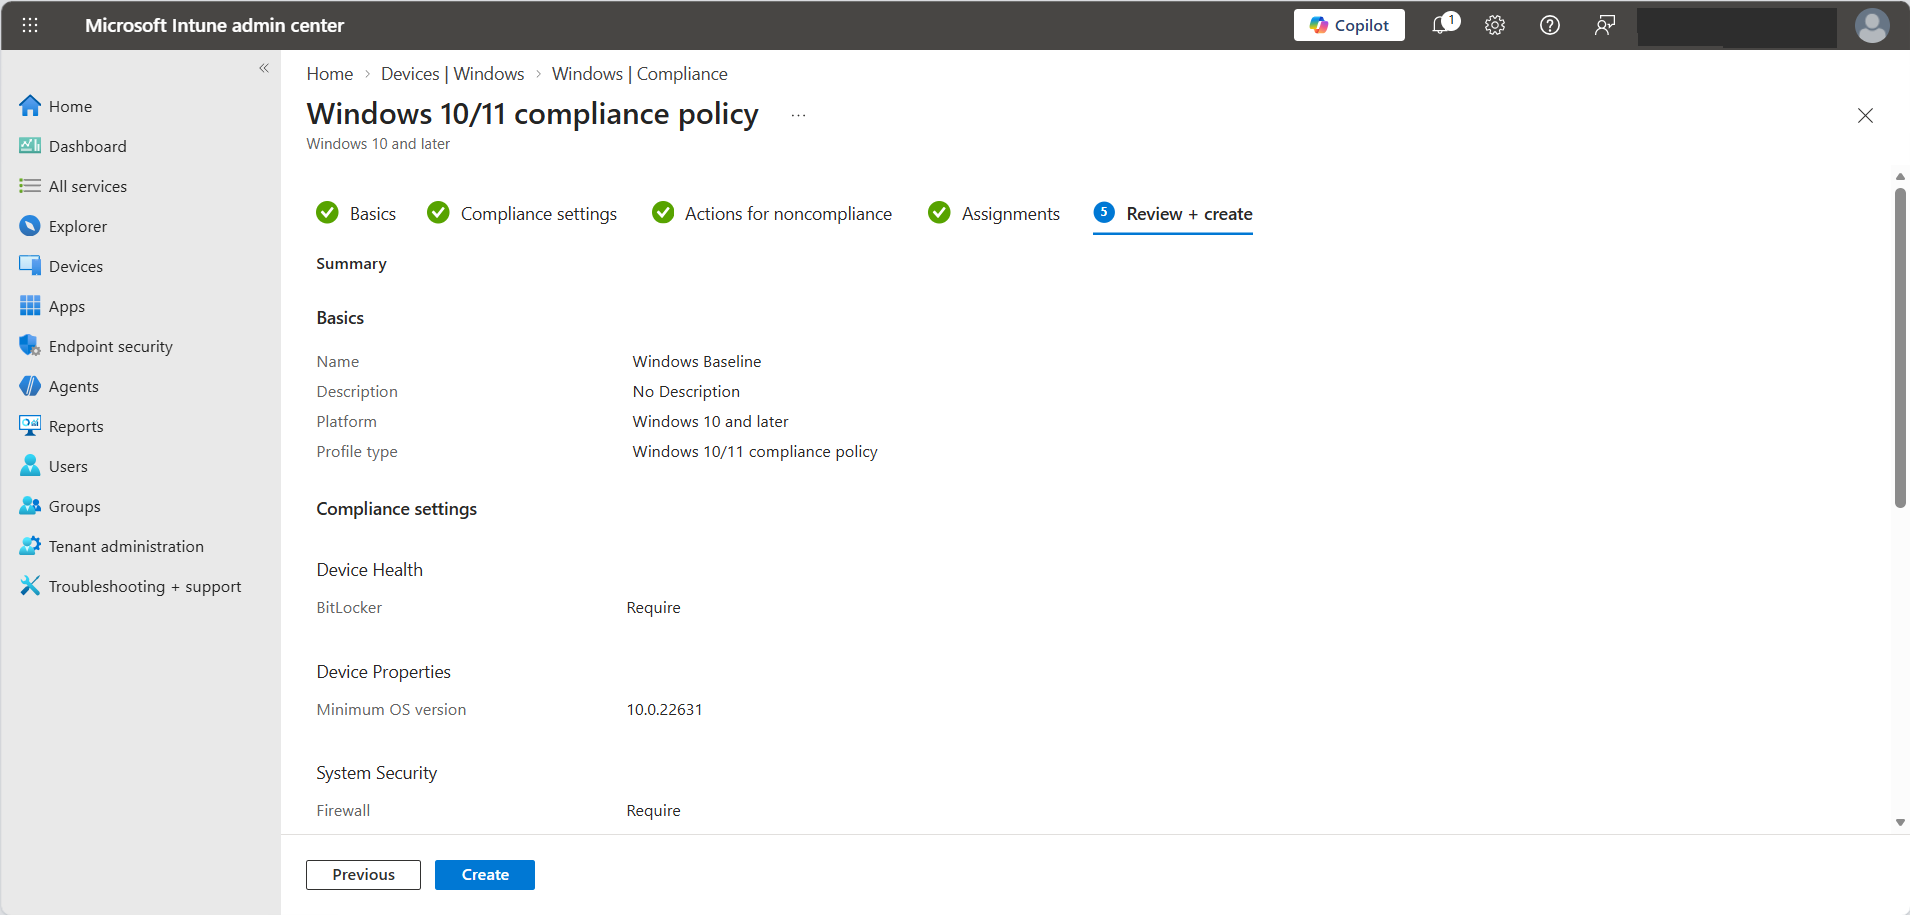 Microsoft Intune admin center
Copilot
1
Home
Dashboard
All services
Explorer
Devices
Apps
Endpoint security
Agents
Reports
Users
Groups
Tenant administration
Troubleshooting + support
Home > Devices | Windows > Windows | Compliance
Windows 10/11 compliance policy ...
Windows 10 and later
Basics Compliance settings Actions for noncompliance Assignments 5 Review + create
Summary
Basics
Name Windows Baseline
Description No Description
Platform Windows 10 and later
Profile type Windows 10/11 compliance policy
Compliance settings
Device Health
BitLocker Require
Device Properties
Minimum OS version 10.0.22631
System Security
Firewall Require
Previous Create